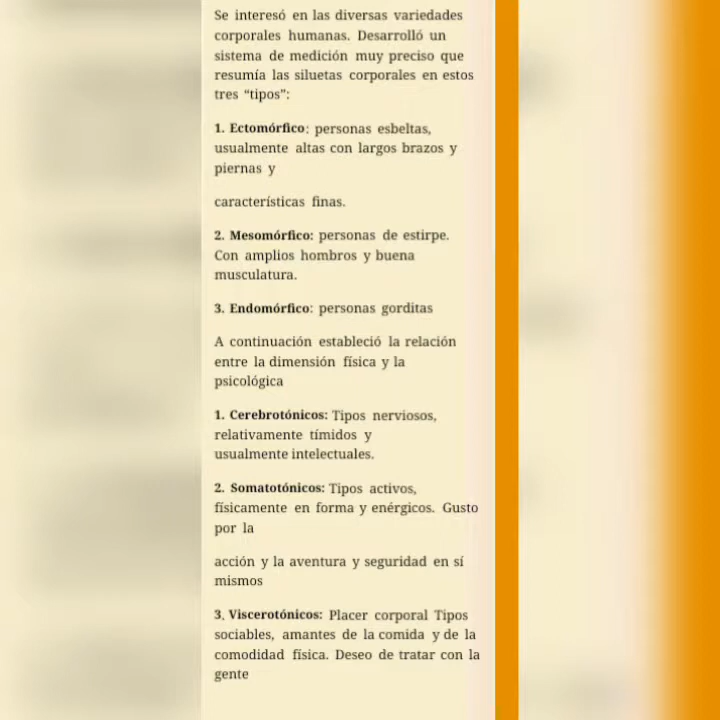 Se interesó en las diversas variedades
corporales humanas. Desarrolló un
sistema de medición muy preciso que
resumía las siluetas corporales en estos
tres “tipos”:
1. Ectomórfico: personas esbeltas,
usualmente altas con largos brazos y
piernas y
características finas.
2. Mesomórfico: personas de estirpe.
Con amplios hombros y buena
musculatura.
3. Endomórfico: personas gorditas
A continuación estableció la relación
entre la dimensión física y la
psicológica
1. Cerebrotónicos: Tipos nerviosos,
relativamente tímidos y
usualmente intelectuales.
2. Somatotónicos: Tipos activos,
físicamente en forma y enérgicos. Gusto
por la
acción y la aventura y seguridad en sí
mismos
3. Viscerotónicos: Placer corporal Tipos
sociables, amantes de la comida y de la
comodidad física. Deseo de tratar con la
gente